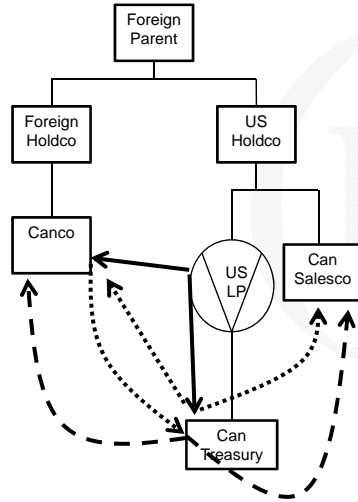 Foreign
Parent
Foreign
Holdco
US
Holdco
Canco
US
LP
Can
Salesco
Can
Treasury